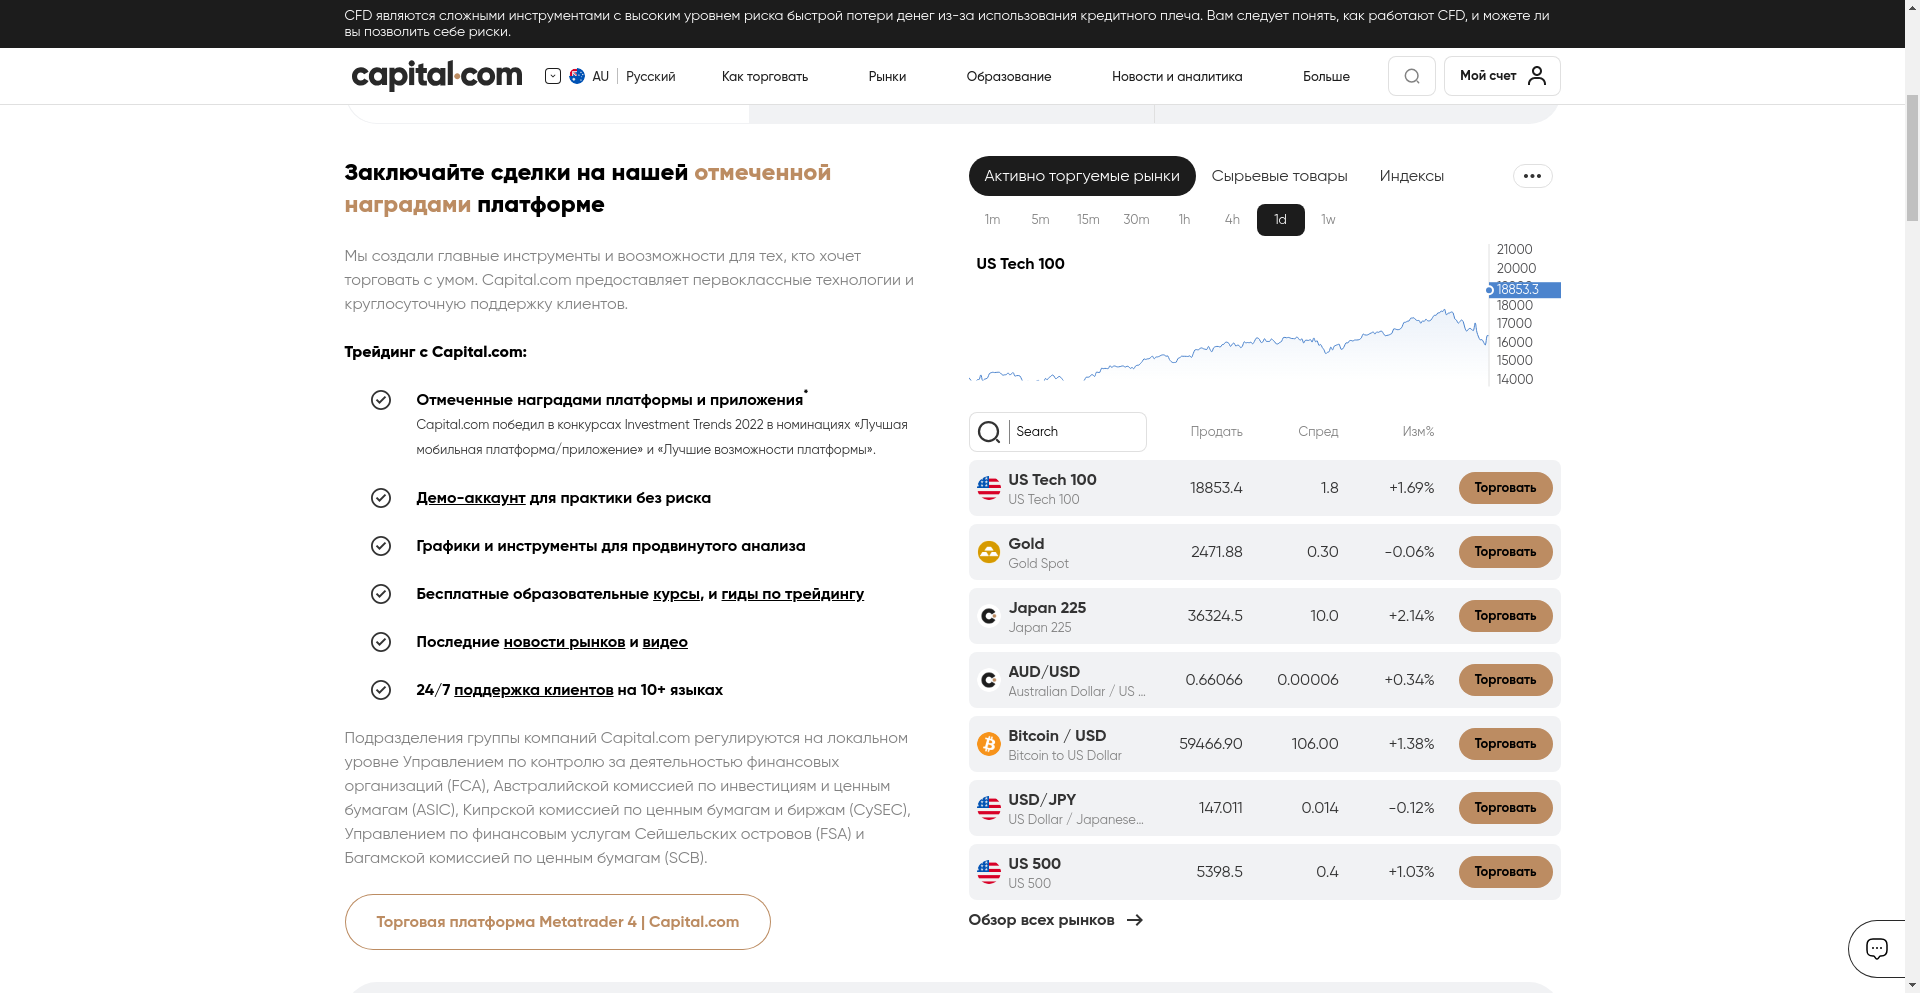 CFD являются сложными инструментами с высоким уровнем риска быстрой потери денег из-за использования кредитного плеча. Вам следует понять, как работают CFD, и можете ли
вы позволить себе риски.
capital.com
AU Русский
Как торговать
Рынки
Образование
Новости и аналитика
Больше
Мой счет
Заключайте сделки на нашей отмеченной
наградами платформе
Мы создали главные инструменты и воозможности для тех, кто хочет
торговать с умом. Capital.com предоставляет первоклассные технологии и
круглосуточную поддержку клиентов.
Трейдинг с Capital.com:
Отмеченные наградами платформы и приложения*
Capital.com победил в конкурсах Investment Trends 2022 в номинациях «Лучшая
мобильная платформа/приложение» и «Лучшие возможности платформы».
Демо-аккаунт для практики без риска
Графики и инструменты для продвинутого анализа
Бесплатные образовательные курсы, и гиды по трейдингу
Последние новости рынков и видео
24/7 поддержка клиентов на 10+ языках
Подразделения группы компаний Capital.com регулируются на локальном
уровне Управлением по контролю за деятельностью финансовых
организаций (FCA), Австралийской комиссией по инвестициям и ценным
бумагам (ASIC), Кипрской комиссией по ценным бумагам и биржам (CySEC),
Управлением по финансовым услугам Сейшельских островов (FSA) и
Багамской комиссией по ценным бумагам (SCB).
Торговая платформа Metatrader 4 | Capital.com
Активно торгуемые рынки Сырьевые товары Индексы
1m 5m 15m 30m 1h 4h 1d 1w
US Tech 100
21000
20000
18853.3
18000
17000
16000
15000
14000
Search Продать Спред Изм%
US Tech 100
US Tech 100
18853.4 1.8 +1.69% Торговать
Gold
Gold Spot
2471.88 0.30 -0.06% Торговать
Japan 225
Japan 225
36324.5 10.0 +2.14% Торговать
AUD/USD
Australian Dollar / US ...
0.66066 0.00006 +0.34% Торговать
Bitcoin / USD
Bitcoin to US Dollar
59466.90 106.00 +1.38% Торговать
USD/JPY
US Dollar / Japanese...
147.011 0.014 -0.12% Торговать
US 500
US 500
5398.5 0.4 +1.03% Торговать
Обзор всех рынков